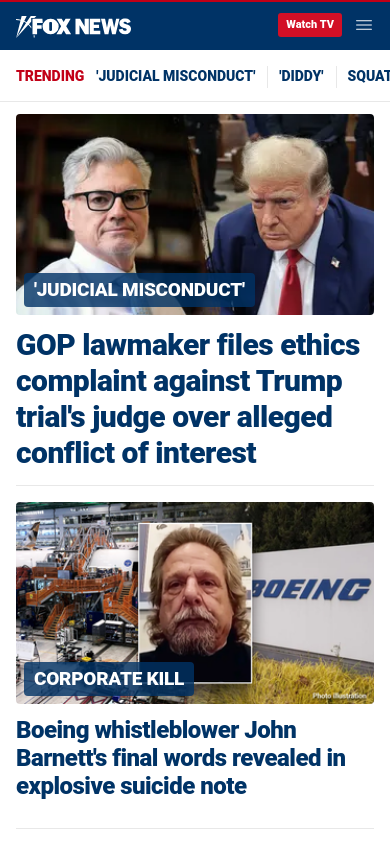 FOX NEWS
Watch TV
TRENDING 'JUDICIAL MISCONDUCT' 'DIDDY' SQUAT
'JUDICIAL MISCONDUCT'
GOP lawmaker files ethics
complaint against Trump
trial's judge over alleged
conflict of interest
BOEING
CORPORATE KILL
Photo Illustration
Boeing whistleblower John
Barnett's final words revealed in
explosive suicide note